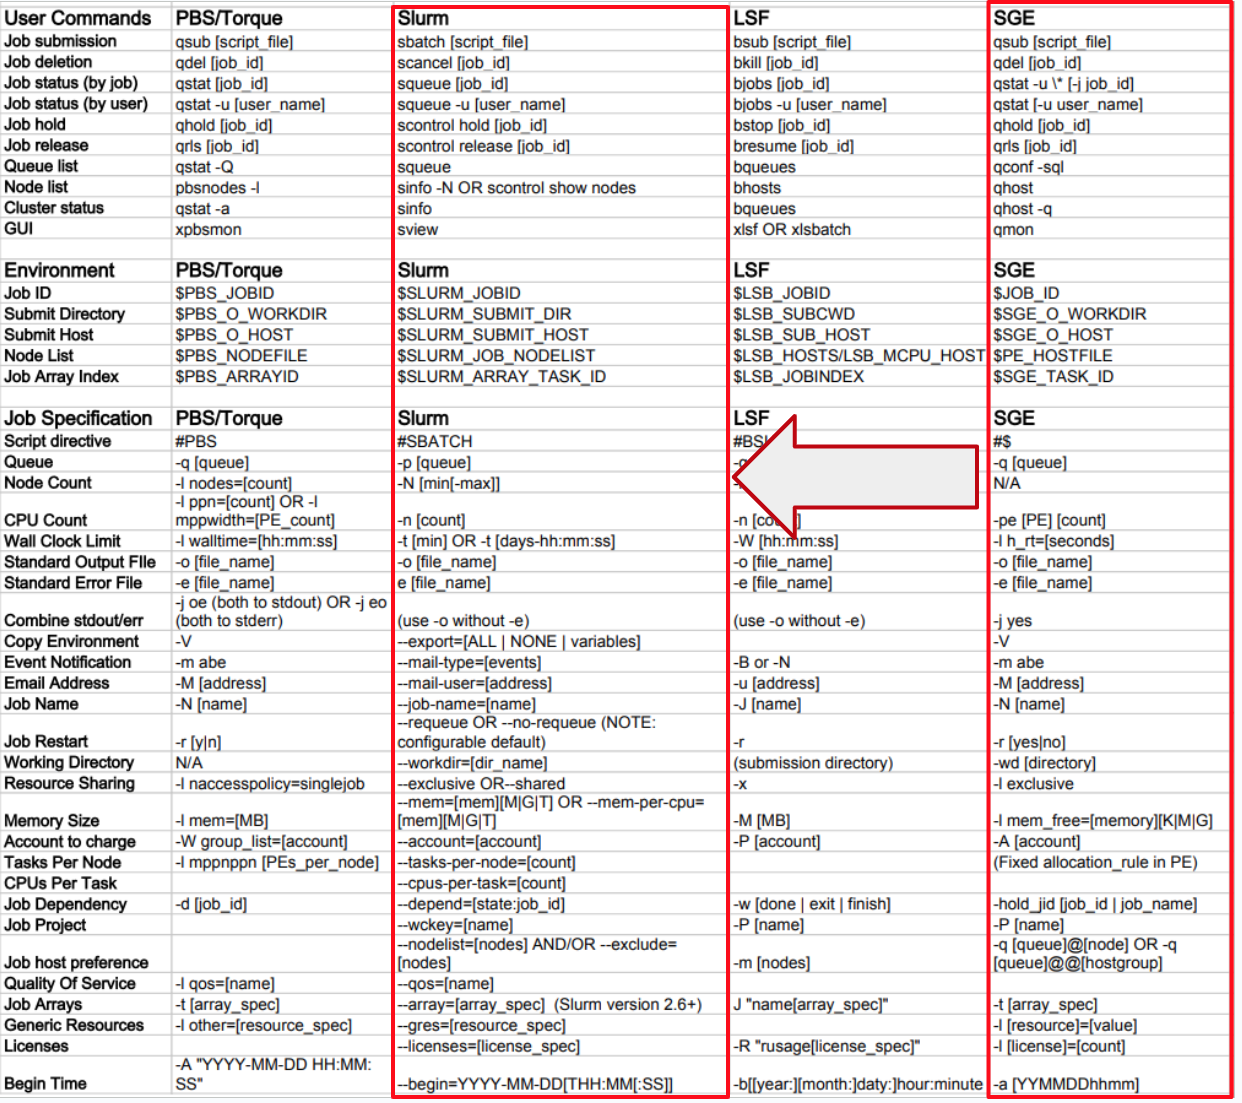 User Commands PBS/Torque Slurm LSF SGE
Job submission qsub [script_file] sbatch [script_file] bsub [script_file] qsub [script_file]
Job deletion qdel [job_id] scancel [job_id] bkill [job_id] qdel [job_id]
Job status (by job) qstat [job_id] squeue [job_id] bjobs [job_id] qstat -u \* [-j job_id]
Job status (by user) qstat -u [user_name] squeue -u [user_name] bjobs -u [user_name] qstat [-u user_name]
Job hold qhold [job_id] scontrol hold [job_id] bstop [job_id] qhold [job_id]
Job release qrls [job_id] scontrol release [job_id] bresume [job_id] qrls [job_id]
Queue list qstat -Q squeue bqueues qconf -sql
Node list pbsnodes -l sinfo -N OR scontrol show nodes bhosts qhost
Cluster status qstat -a sinfo bqueues qhost -q
GUI xpbsmon sview xlsf OR xlsbatch qmon
Environment PBS/Torque Slurm LSF SGE
Job ID $PBS_JOBID $SLURM_JOBID $LSB_JOBID $JOB_ID
Submit Directory $PBS_O_WORKDIR $SLURM_SUBMIT_DIR $LSB_SUBCWD $SGE_O_WORKDIR
Submit Host $PBS_O_HOST $SLURM_SUBMIT_HOST $LSB_SUB_HOST $SGE_O_HOST
Node List $PBS_NODEFILE $SLURM_JOB_NODELIST $LSB_HOSTS/LSB_MCPU_HOST $PE_HOSTFILE
Job Array Index $PBS_ARRAYID $SLURM_ARRAY_TASK_ID $LSB_JOBINDEX $SGE_TASK_ID
Job Specification PBS/Torque Slurm LSF SGE
Script directive #PBS #SBATCH #$
Queue -q [queue] -p [queue] -q [queue]
Node Count -l nodes=[count] -N [min[-max]] N/A
-l ppn=[count] OR -l
CPU Count mppwidth=[PE_count] -n [count] -n -pe [PE] [count]
Wall Clock Limit -l walltime=[hh:mm:ss] -t [min] OR -t [days-hh:mm:ss] -W [hh:mm:ss] -l h_rt=[seconds]
Standard Output FIle -o [file_name] -o [file_name] -o [file_name] -o [file_name]
Standard Error File -e [file_name] e [file_name] -e [file_name] -e [file_name]
-j oe (both to stdout) OR -j eo
Combine stdout/err (both to stderr) (use -o without -e) (use -o without -e) -j yes
Copy Environment -V --export=[ALL | NONE | variables] -V
Event Notification -m abe --mail-type=[events] -B or -N -m abe
Email Address -M [address] --mail-user=[address] -u [address] -M [address]
Job Name -N [name] --job-name=[name] -J [name] -N [name]
--requeue OR --no-requeue (NOTE:
Job Restart -r [y|n] configurable default) -r -r [yes|no]
Working Directory N/A --workdir=[dir_name] (submission directory) -wd [directory]
Resource Sharing -l naccesspolicy=singlejob --exclusive OR--shared -x -l exclusive
--mem=[mem][M|G|T] OR --mem-per-cpu=
Memory Size -l mem=[MB] [mem][M|G|T] -M [MB] -l mem_free=[memory][K|M|G]
Account to charge -W group_list=[account] --account=[account] -P [account] -A [account]
Tasks Per Node -l mppnppn [PEs_per_node] --tasks-per-node=[count] (Fixed allocation_rule in PE)
CPUs Per Task --cpus-per-task=[count]
Job Dependency -d [job_id] --depend=[state:job_id] -w [done | exit | finish] -hold_jid [job_id | job_name]
Job Project --wckey=[name] -P [name] -P [name]
--nodelist=[nodes] AND/OR --exclude= -q [queue]@[node] OR -q
Job host preference [nodes] -m [nodes] [queue]@@[hostgroup]
Quality Of Service -l qos=[name] --qos=[name]
Job Arrays -t [array_spec] --array=[array_spec] (Slurm version 2.6+) J "name[array_spec]" -t [array_spec]
Generic Resources -l other=[resource_spec] --gres=[resource_spec] -l [resource]=[value]
Licenses --licenses=[license_spec] -R "rusage[license_spec]" -l [license]=[count]
-A "YYYY-MM-DD HH:MM:
Begin Time SS" --begin=YYYY-MM-DD[THH:MM[:SS]] -b[[year:][month:]daty:]hour:minute -a [YYMMDDhhmm]